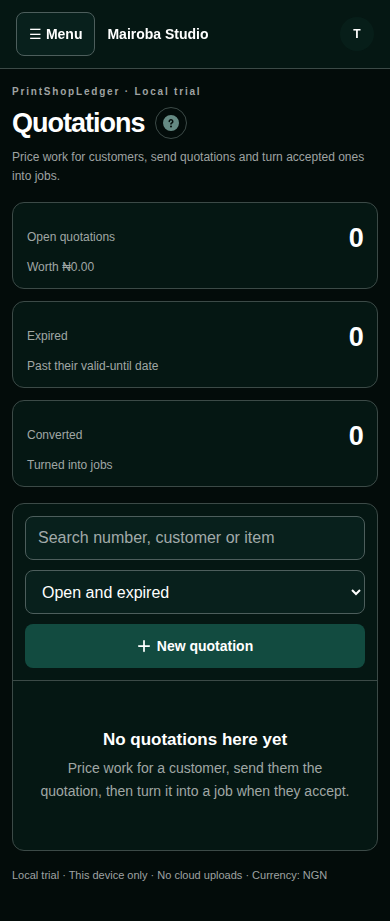 ☰ Menu Mairoba Studio T
PrintShopLedger · Local trial
Quotations ?
Price work for customers, send quotations and turn accepted ones
into jobs.
Open quotations 0
Worth ₦0.00
Expired 0
Past their valid-until date
Converted 0
Turned into jobs
Search number, customer or item
Open and expired
+ New quotation
No quotations here yet
Price work for a customer, send them the
quotation, then turn it into a job when they accept.
Local trial · This device only · No cloud uploads · Currency: NGN